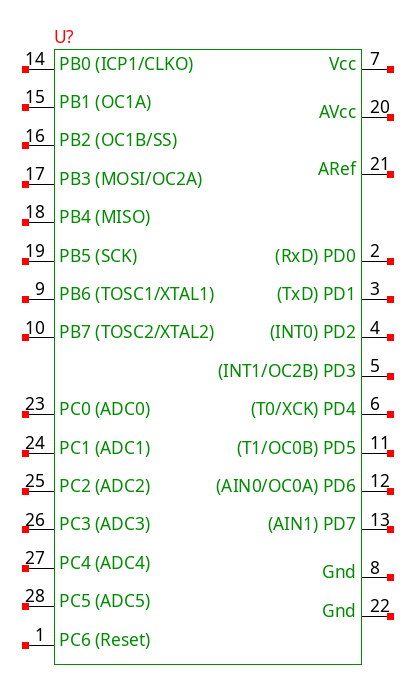 U?
14 PB0 (ICP1/CLKO) Vcc 7
15 PB1 (OC1A) AVcc 20
16 PB2 (OC1B/SS)
17 PB3 (MOSI/OC2A) ARef 21
18 PB4 (MISO)
19 PB5 (SCK) (RxD) PD0 2
9 PB6 (TOSC1/XTAL1) (TxD) PD1 3
10 PB7 (TOSC2/XTAL2) (INT0) PD2 4
(INT1/OC2B) PD3 5
23 PC0 (ADC0) (T0/XCK) PD4 6
24 PC1 (ADC1) (T1/OC0B) PD5 11
25 PC2 (ADC2) (AIN0/OC0A) PD6 12
26 PC3 (ADC3) (AIN1) PD7 13
27 PC4 (ADC4) Gnd 8
28 PC5 (ADC5) Gnd 22
1 PC6 (Reset)